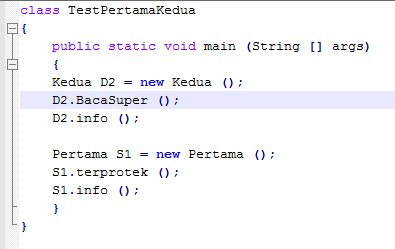 class TestPertamaKedua
{
public static void main (String [] args)
{
Kedua D2 = new Kedua ();
D2.BacaSuper ();
D2.info ();
Pertama S1 = new Pertama ();
S1.terprotek ();
S1.info ();
}
}